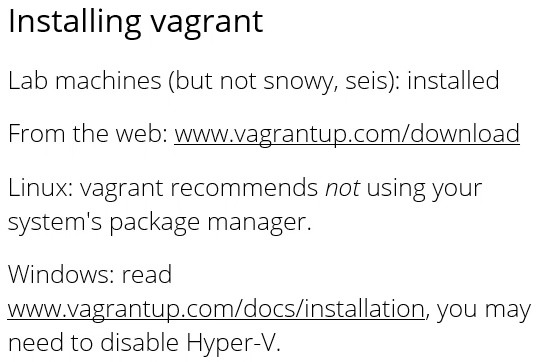 Installing vagrant
Lab machines (but not snowy, seis): installed
From the web: www.vagrantup.com/download
Linux: vagrant recommends not using your
system's package manager.
Windows: read
www.vagrantup.com/docs/installation, you may
need to disable Hyper-V.